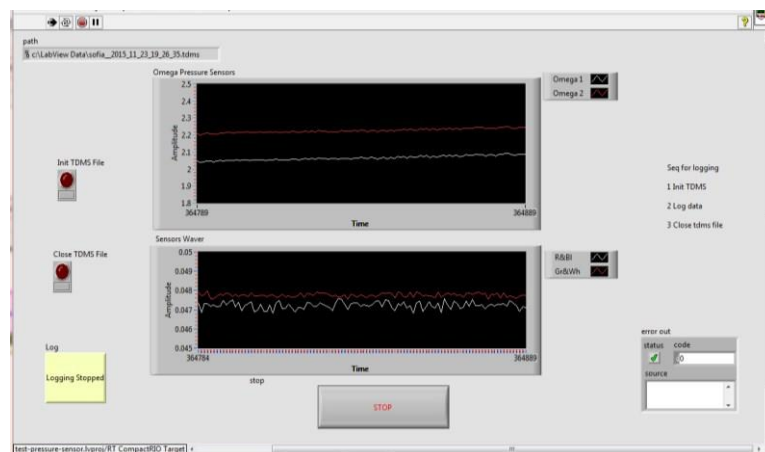 path
c:\LabView Data\sofia__2015_11_23_19_26_35.tdms
Omega Pressure Sensors
Omega 1
Omega 2
2.5
2.4
2.3
2.2
2.1
2
1.9
1.8
Amplitude
364789
364889
Time
Init TDMS File
Seq for logging
1 Init TDMS
2 Log data
3 Close tdms file
Sensors Waver
R&Bl
Gr&Wh
0.05
0.049
0.048
0.047
0.046
0.045
Amplitude
364784
364889
Time
Close TDMS File
Log
Logging Stopped
stop
STOP
error out
status code
0
source
test-pressure-sensor.lvproj/RT CompactRIO Target